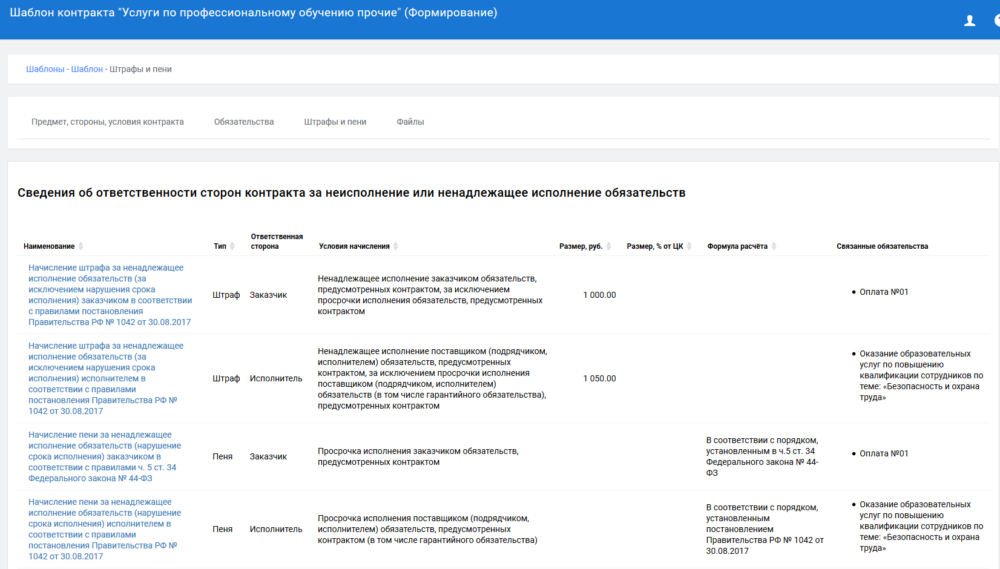 Шаблон контракта "Услуги по профессиональному обучению прочие" (Формирование)
Шаблоны - Шаблон - Штрафы и пени
Предмет, стороны, условия контракта
Обязательства
Штрафы и пени
Файлы
Сведения об ответственности сторон контракта за неисполнение или ненадлежащее исполнение обязательств
Наименование
Тип
Ответственная
сторона
Условия начисления
Размер, руб.
Размер, % от ЦК
Формула расчёта
Связанные обязательства
Начисление штрафа за ненадлежащее
исполнение обязательств (за
исключением нарушения срока
исполнения) заказчиком в соответствии
с правилами постановления
Правительства РФ № 1042 от 30.08.2017
Штраф
Заказчик
Ненадлежащее исполнение заказчиком обязательств,
предусмотренных контрактом, за исключением
просрочки исполнения обязательств, предусмотренных
контрактом
1 000.00
• Оплата №01
Начисление штрафа за ненадлежащее
исполнение обязательств (за
исключением нарушения срока
исполнения) исполнителем в
соответствии с правилами
постановления Правительства РФ №
1042 от 30.08.2017
Штраф
Исполнитель
Ненадлежащее исполнение поставщиком (подрядчиком,
исполнителем) обязательств, предусмотренных
контрактом, за исключением просрочки исполнения
поставщиком (подрядчиком, исполнителем)
обязательств (в том числе гарантийного обязательства),
предусмотренных контрактом
1 050.00
• Оказание образовательных
услуг по повышению
квалификации сотрудников по
теме: «Безопасность и охрана
труда»
Начисление пени за ненадлежащее
исполнение обязательств (нарушение
срока исполнения) заказчиком в
соответствии с правилами ч. 5 ст. 34
Федерального закона № 44-ФЗ
Пеня
Заказчик
Просрочка исполнения заказчиком обязательств,
предусмотренных контрактом
В соответствии с порядком,
установленным в ч.5 ст. 34
Федерального закона № 44-
ФЗ
• Оплата №01
Начисление пени за ненадлежащее
исполнение обязательств (нарушение
срока исполнения) исполнителем в
соответствии с правилами
постановления Правительства РФ №
1042 от 30.08.2017
Пеня
Исполнитель
Просрочка исполнения поставщиком (подрядчиком,
исполнителем) обязательств, предусмотренных
контрактом (в том числе гарантийного обязательства)
В соответствии с порядком,
установленным
постановлением
Правительства РФ № 1042 от
30.08.2017
• Оказание образовательных
услуг по повышению
квалификации сотрудников по
теме: «Безопасность и охрана
труда»